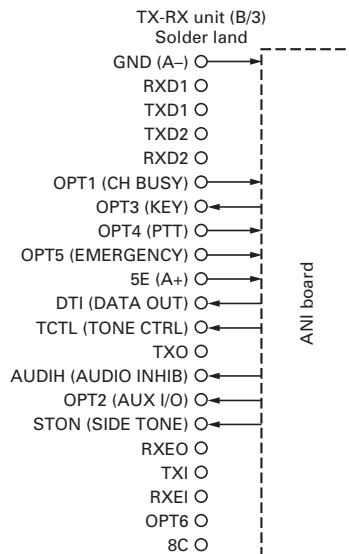 TX-RX unit (B/3)
Solder land
GND (A–)
RXD1
TXD1
TXD2
RXD2
OPT1 (CH BUSY)
OPT3 (KEY)
OPT4 (PTT)
OPT5 (EMERGENCY)
5E (A+)
DTI (DATA OUT)
TCTL (TONE CTRL)
TXO
AUDIH (AUDIO INHIB)
OPT2 (AUX I/O)
STON (SIDE TONE)
RXEO
TXI
RXEI
OPT6
8C
ANI board